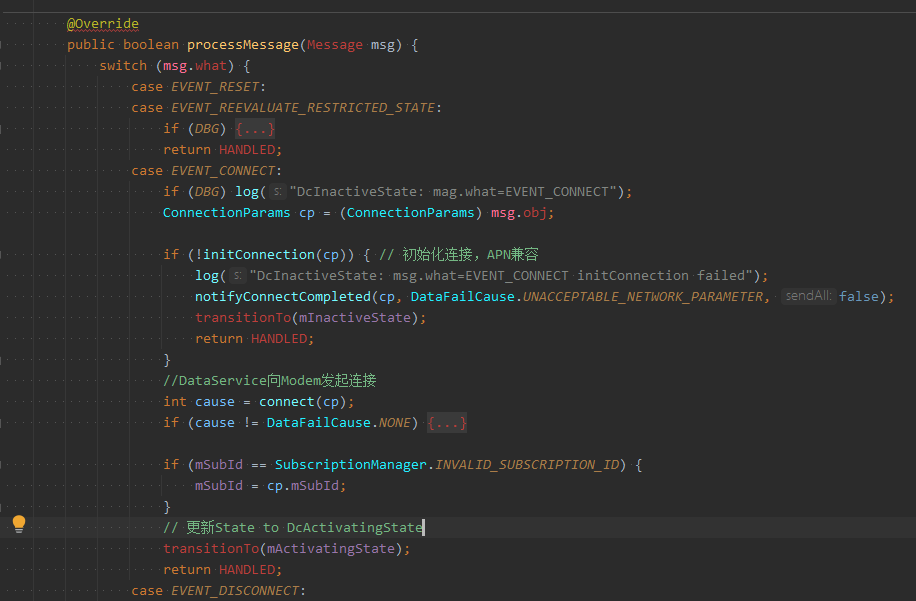 @Override
public boolean processMessage(Message msg) {
switch (msg.what) {
case EVENT_RESET:
case EVENT_REEVALUATE_RESTRICTED_STATE:
if (DBG) {...}
return HANDLED;
case EVENT_CONNECT:
if (DBG) log( s: "DcInactiveState: mag.what=EVENT_CONNECT");
ConnectionParams cp = (ConnectionParams) msg.obj;
if (!initConnection(cp)) { // 初始化连接，APN兼容
log( s: "DcInactiveState: msg.what=EVENT_CONNECT initConnection failed");
notifyConnectCompleted(cp, DataFailCause.UNACCEPTABLE_NETWORK_PARAMETER, sendAll: false);
transitionTo(mInactiveState);
return HANDLED;
}
//DataService向Modem发起连接
int cause = connect(cp);
if (cause != DataFailCause.NONE) {...}
if (mSubId == SubscriptionManager.INVALID_SUBSCRIPTION_ID) {
mSubId = cp.mSubId;
}
// 更新State to DcActivatingState
transitionTo(mActivatingState);
return HANDLED;
case EVENT_DISCONNECT: